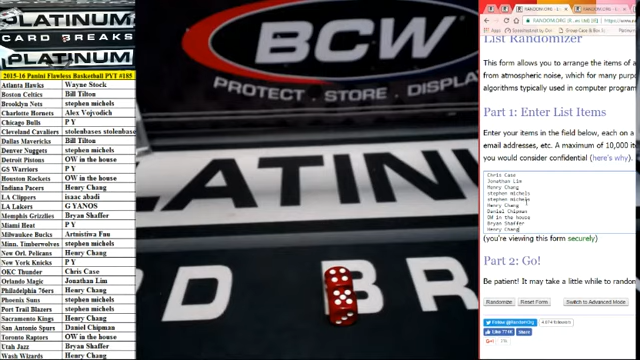 PLATINUM
CARD BREAKS
PLATINUM
2015-16 Panini Flawless Basketball PYT #185
Atlanta Hawks Wayne Stock
Boston Celtics Bill Tilton
Brooklyn Nets stephen michels
Charlotte Hornets Alex Vojvodich
Chicago Bulls P Y
Cleveland Cavaliers stolenbases stolenbase
Dallas Mavericks Bill Tilton
Denver Nuggets stephen michels
Detroit Pistons OW in the house
GS Warriors P Y
Houston Rockets OW in the house
Indiana Pacers Henry Chang
LA Clippers isaac abadi
LA Lakers G YANOS
Memphis Grizzlies Bryan Shaffer
Miami Heat P Y
Milwaukee Bucks Artnistiwa Fuu
Minn. Timberwolves stephen michels
New Orl. Pelicans Henry Chang
New York Knicks P Y
OKC Thunder Chris Case
Orlando Magic Jonathan Lim
Philadelphia 76ers Henry Chang
Phoenix Suns stephen michels
Port Trail Blazers stephen michels
Sacramento Kings Henry Chang
San Antonio Spurs Daniel Chipman
Toronto Raptors OW in the house
Utah Jazz Bryan Shaffer
Wash Wizards Henry Chang
BCW
PROTECT . STORE . DISPLA
LATIN
D BR
List Randomizer
This form allows you to arrange the items of a
from atmospheric noise, which for many purpo
algorithms typically used in computer program
Part 1: Enter List Items
Enter your items in the field below, each on a
email addresses, etc. A maximum of 10,000 it
you would consider confidential (here's why).
Chris Case
Jonathan Lim
Henry Chang
stephen michels
stephen michels
Henry Chang
Daniel Chipman
OW in the house
Bryan Shaffer
Henry Chang
(you're viewing this form securely)
Part 2: Go!
Be patient! It may take a little while to random
Randomize Reset Form Switch to Advanced Mode